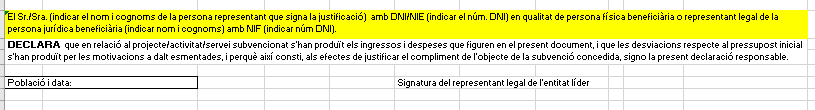 El Sr./Sra. (indicar el nom i cognoms de la persona representant que signa la justificació)  amb DNI/NIE (indicar el núm. DNI) en qualitat de persona física beneficiària o representant legal de la
persona jurídica beneficiària (indicar nom i cognoms) amb NIF (indicar núm DNI).
DECLARA que en relació al projecte/activitat/servei subvencionat s'han produït els ingressos i despeses que figuren en el present document, i que les desviacions respecte al pressupost inicial
s'han produït per les motivacions a dalt esmentades, i perquè així consti, als efectes de justificar el compliment de l'objecte de la subvenció concedida, signo la present declaració responsable.
Població i data:
Signatura del representant legal de l'entitat líder